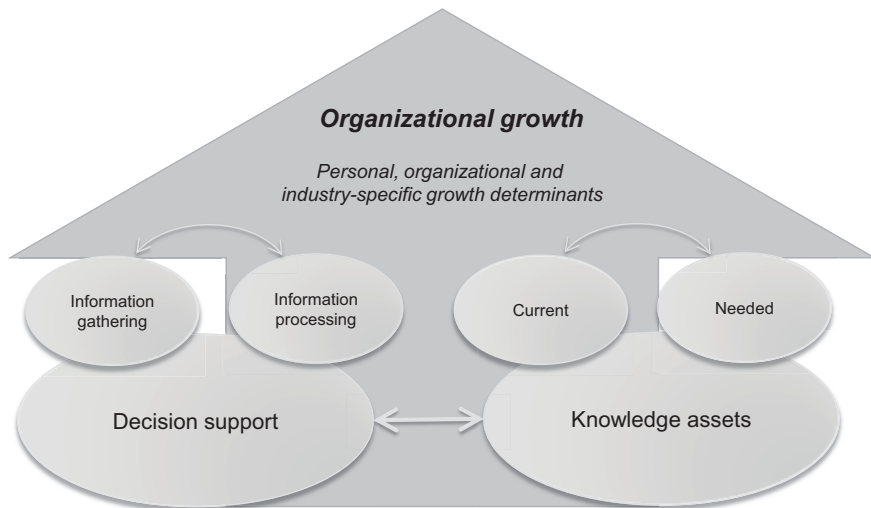 Organizational growth
Personal, organizational and
industry-specific growth determinants
Information
gathering
Information
processing
Current
Needed
Decision support
Knowledge assets